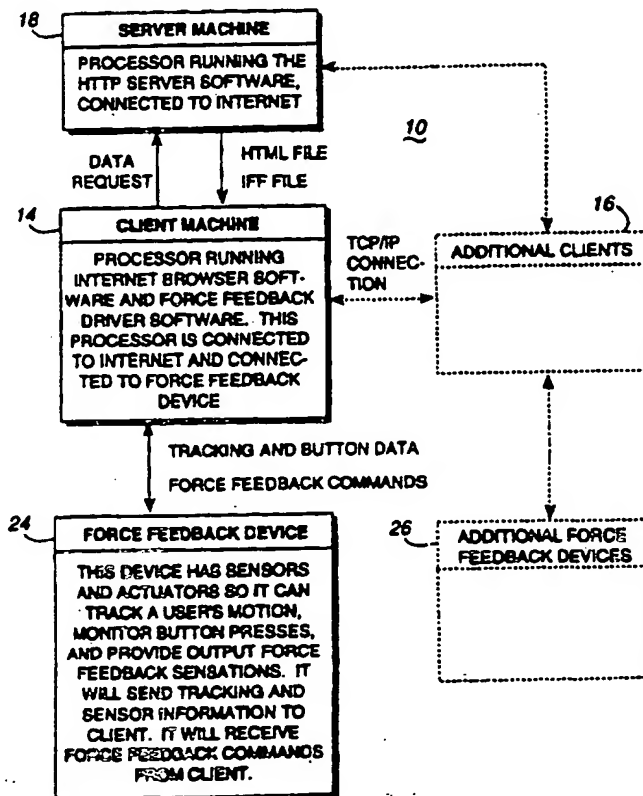 18
SERVER MACHINE
PROCESSOR RUNNING THE
HTTP SERVER SOFTWARE,
CONNECTED TO INTERNET
10
DATA
REQUEST
HTML FILE
IFF FILE
14
CLIENT MACHINE
PROCESSOR RUNNING
INTERNET BROWSER SOFT-
WARE AND FORCE FEEDBACK
DRIVER SOFTWARE. THIS
PROCESSOR IS CONNECTED
TO INTERNET AND CONNEC-
TED TO FORCE FEEDBACK
DEVICE
TCP/IP
CONNEC-
TION
16
ADDITIONAL CLIENTS
TRACKING AND BUTTON DATA
FORCE FEEDBACK COMMANDS
24
FORCE FEEDBACK DEVICE
THIS DEVICE HAS SENSORS
AND ACTUATORS SO IT CAN
TRACK A USER'S MOTION,
MONITOR BUTTON PRESSES,
AND PROVIDE OUTPUT FORCE
FEEDBACK SENSATIONS. IT
WILL SEND TRACKING AND
SENSOR INFORMATION TO
CLIENT. IT WILL RECEIVE
FORCE FEEDBACK COMMANDS
FROM CLIENT.
26
ADDITIONAL FORCE
FEEDBACK DEVICES